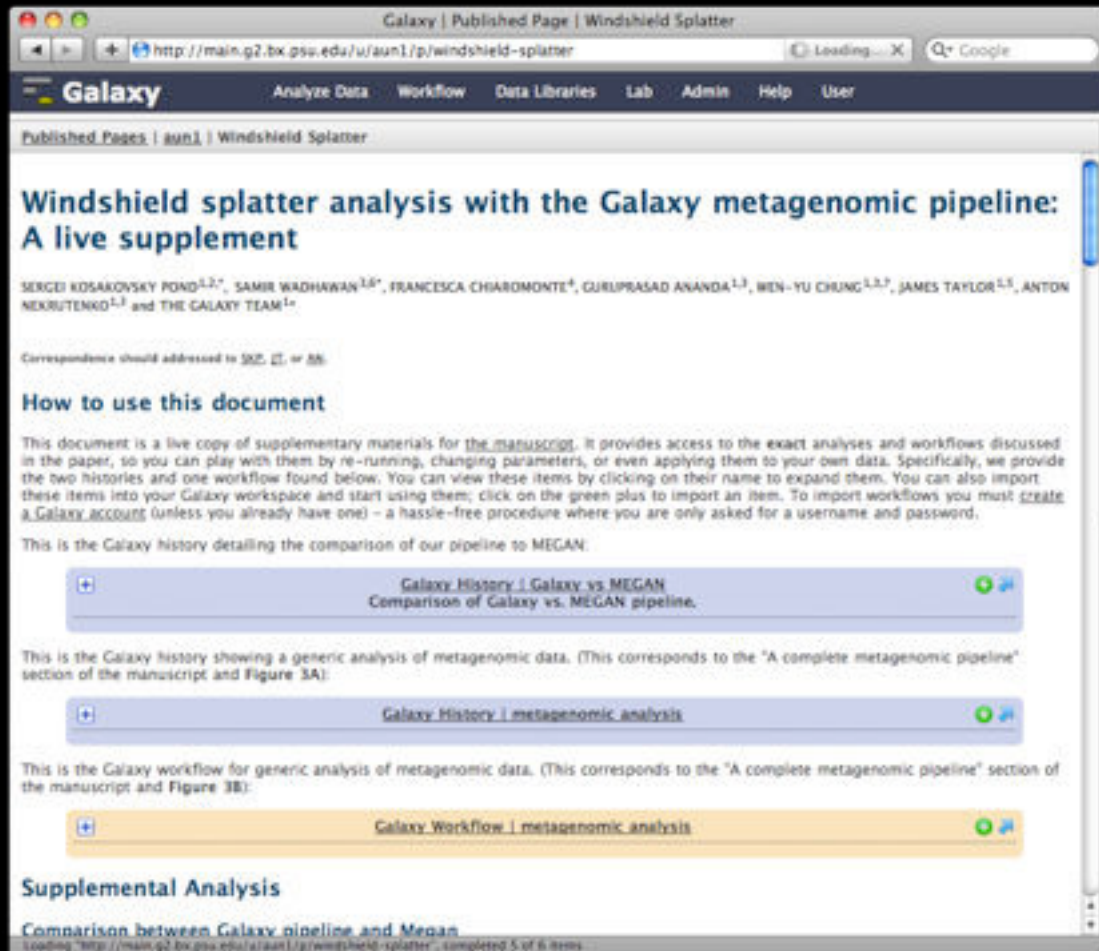 Galaxy | Published Page | Windshield Splatter
http://main.g2.bx.psu.edu/u/aun1/p/windshield-splatter Loading... Google
Galaxy Analyze Data Workflow Data Libraries Lab Admin Help User
Published Pages | aun1 | Windshield Splatter
Windshield splatter analysis with the Galaxy metagenomic pipeline:
A live supplement
SERGEI KOSAKOVSKY POND1,2,*, SAMIR WADHAWAN3,6*, FRANCESCA CHIAROMONTE4, GURUPRASAD ANANDA1,3, WEN-YU CHUNG1,3,7, JAMES TAYLOR1,5, ANTON
NEKRUTENKO1,3 and THE GALAXY TEAM1*
Correspondence should addressed to SKP, JT, or AN.
How to use this document
This document is a live copy of supplementary materials for the manuscript. It provides access to the exact analyses and workflows discussed
in the paper, so you can play with them by re-running, changing parameters, or even applying them to your own data. Specifically, we provide
the two histories and one workflow found below. You can view these items by clicking on their name to expand them. You can also import
these items into your Galaxy workspace and start using them; click on the green plus to import an item. To import workflows you must create
a Galaxy account (unless you already have one) – a hassle-free procedure where you are only asked for a username and password.
This is the Galaxy history detailing the comparison of our pipeline to MEGAN:
Galaxy History | Galaxy vs MEGAN
Comparison of Galaxy vs. MEGAN pipeline.
This is the Galaxy history showing a generic analysis of metagenomic data. (This corresponds to the "A complete metagenomic pipeline"
section of the manuscript and Figure 3A):
Galaxy History | metagenomic analysis
This is the Galaxy workflow for generic analysis of metagenomic data. (This corresponds to the "A complete metagenomic pipeline" section of
the manuscript and Figure 3B):
Galaxy Workflow | metagenomic analysis
Supplemental Analysis
Comparison between Galaxy pipeline and Megan
Loading "http://main.g2.bx.psu.edu/u/aun1/p/windshield-splatter", completed 5 of 6 items